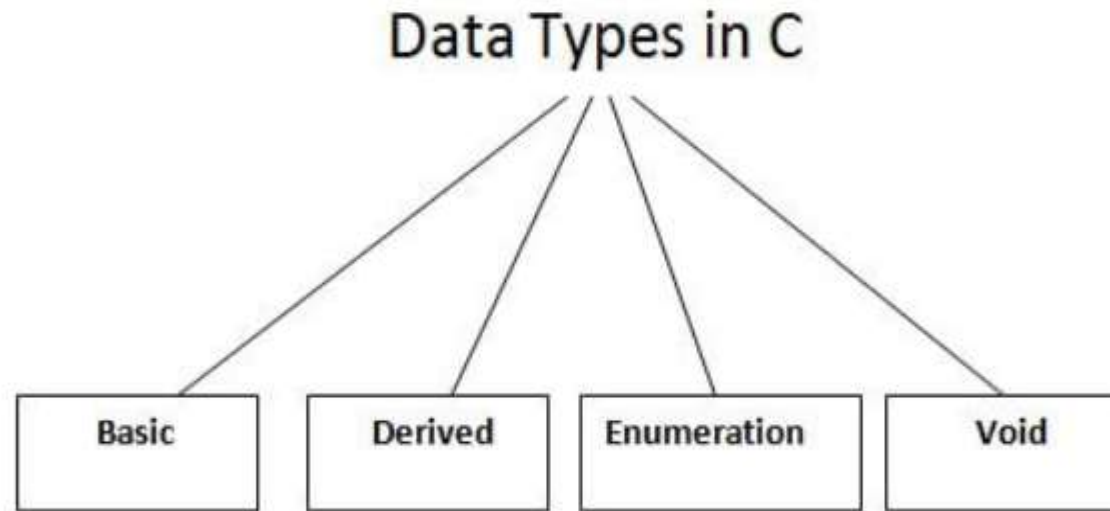 Data Types in C
Basic
Derived
Enumeration
Void